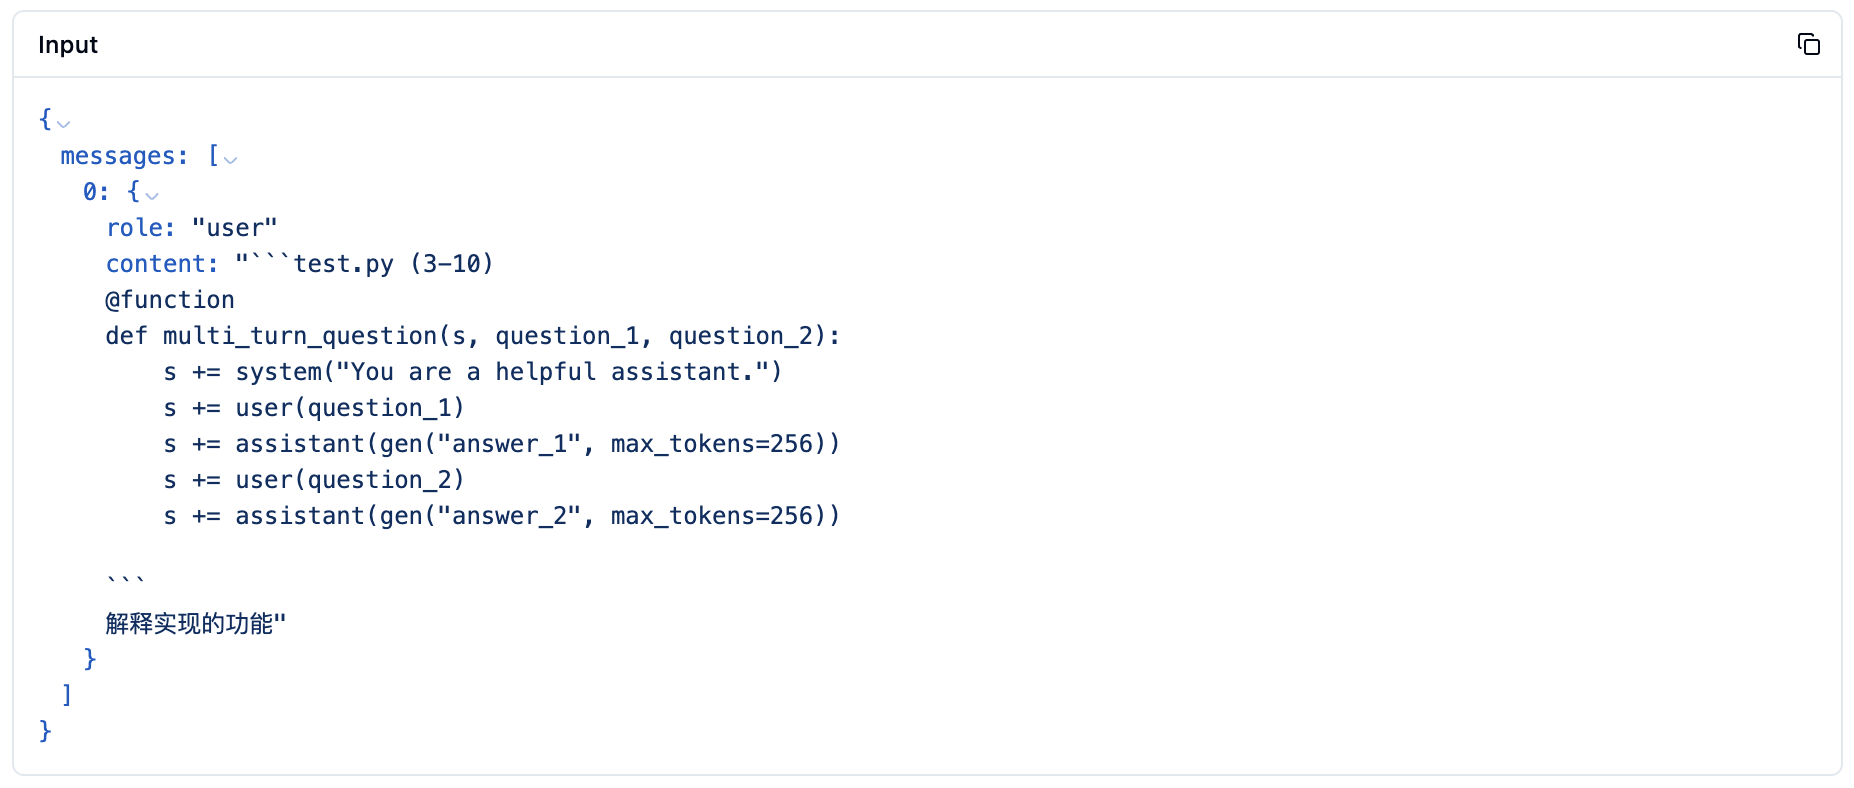 Input
{
messages: [
0: {
role: "user"
content: "```test.py (3-10)
@function
def multi_turn_question(s, question_1, question_2):
    s += system("You are a helpful assistant.")
    s += user(question_1)
    s += assistant(gen("answer_1", max_tokens=256))
    s += user(question_2)
    s += assistant(gen("answer_2", max_tokens=256))
```
解释实现的功能"
}
]
}